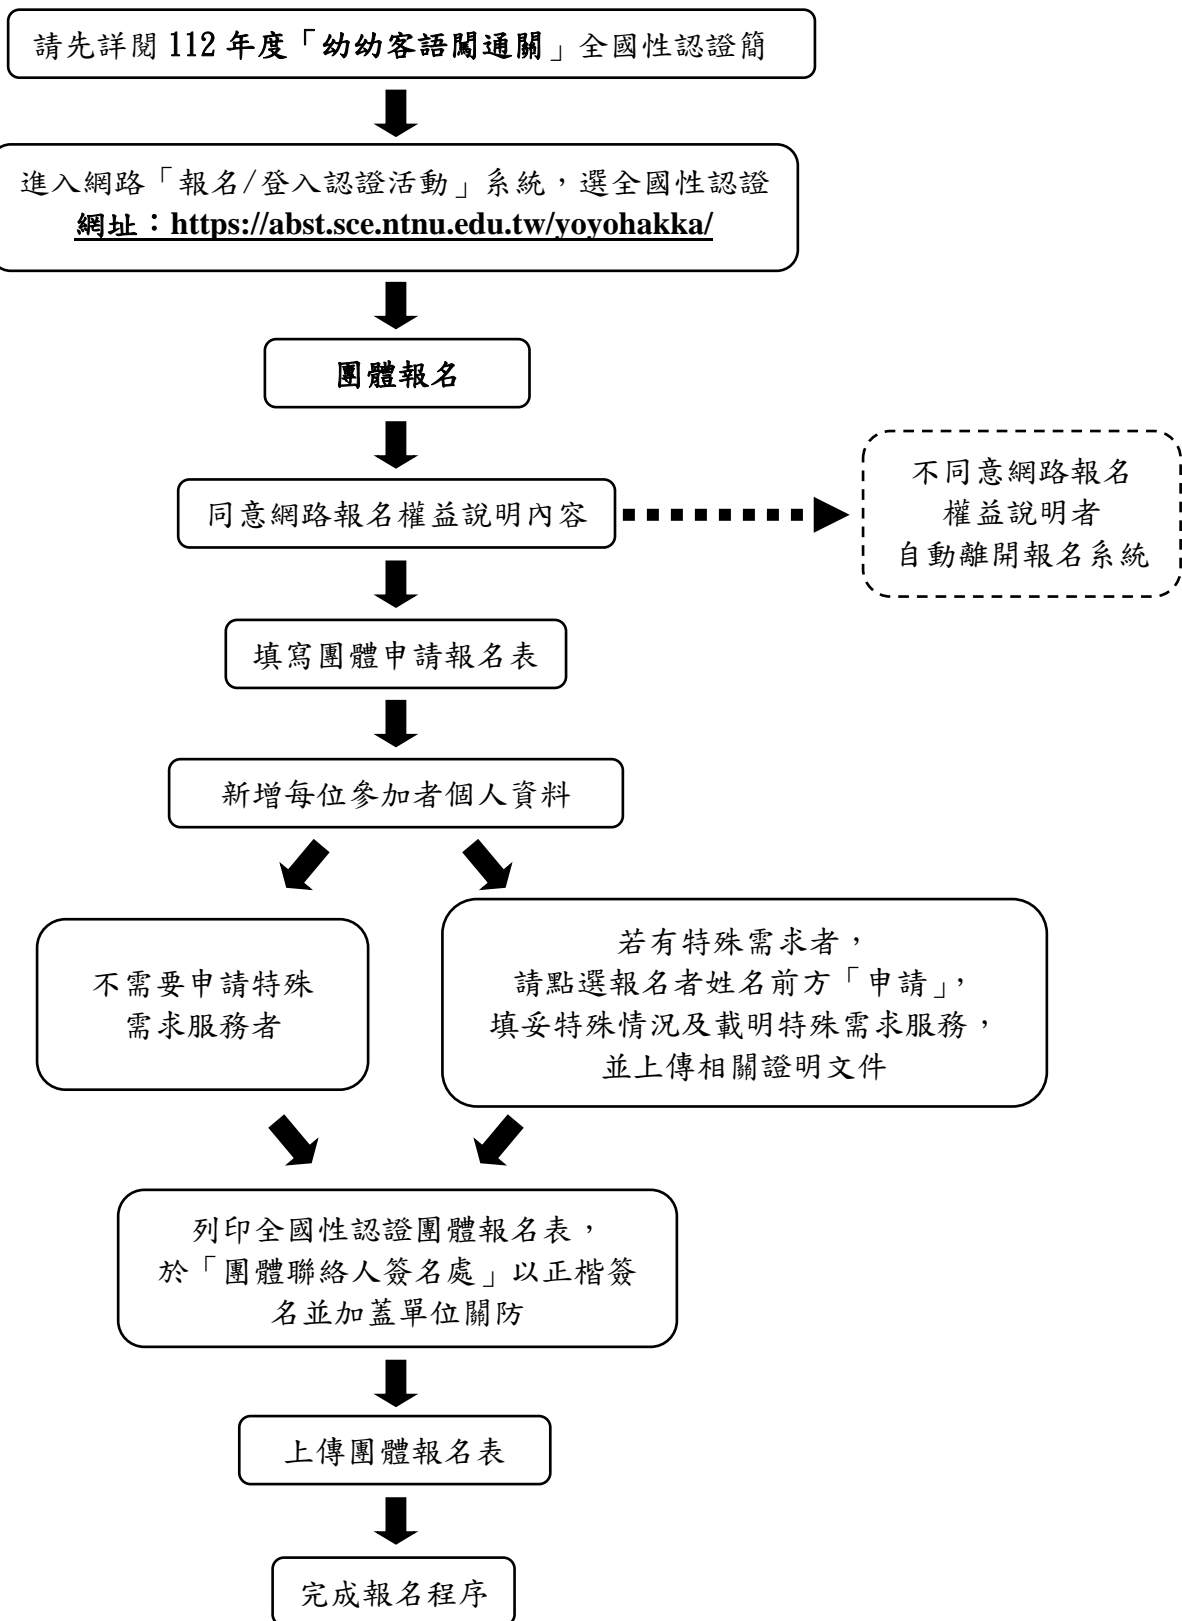 請先詳閱 112 年度「幼幼客語闖通關」全國性認證簡
進入網路「報名/登入認證活動」系統，選全國性認證
網址：https://abst.sce.ntnu.edu.tw/yoyohakka/
團體報名
同意網路報名權益說明內容
不同意網路報名
權益說明者
自動離開報名系統
填寫團體申請報名表
新增每位參加者個人資料
不需要申請特殊
需求服務者
若有特殊需求者，
請點選報名者姓名前方「申請」，
填妥特殊情況及載明特殊需求服務，
並上傳相關證明文件
列印全國性認證團體報名表，
於「團體聯絡人簽名處」以正楷簽
名並加蓋單位關防
上傳團體報名表
完成報名程序